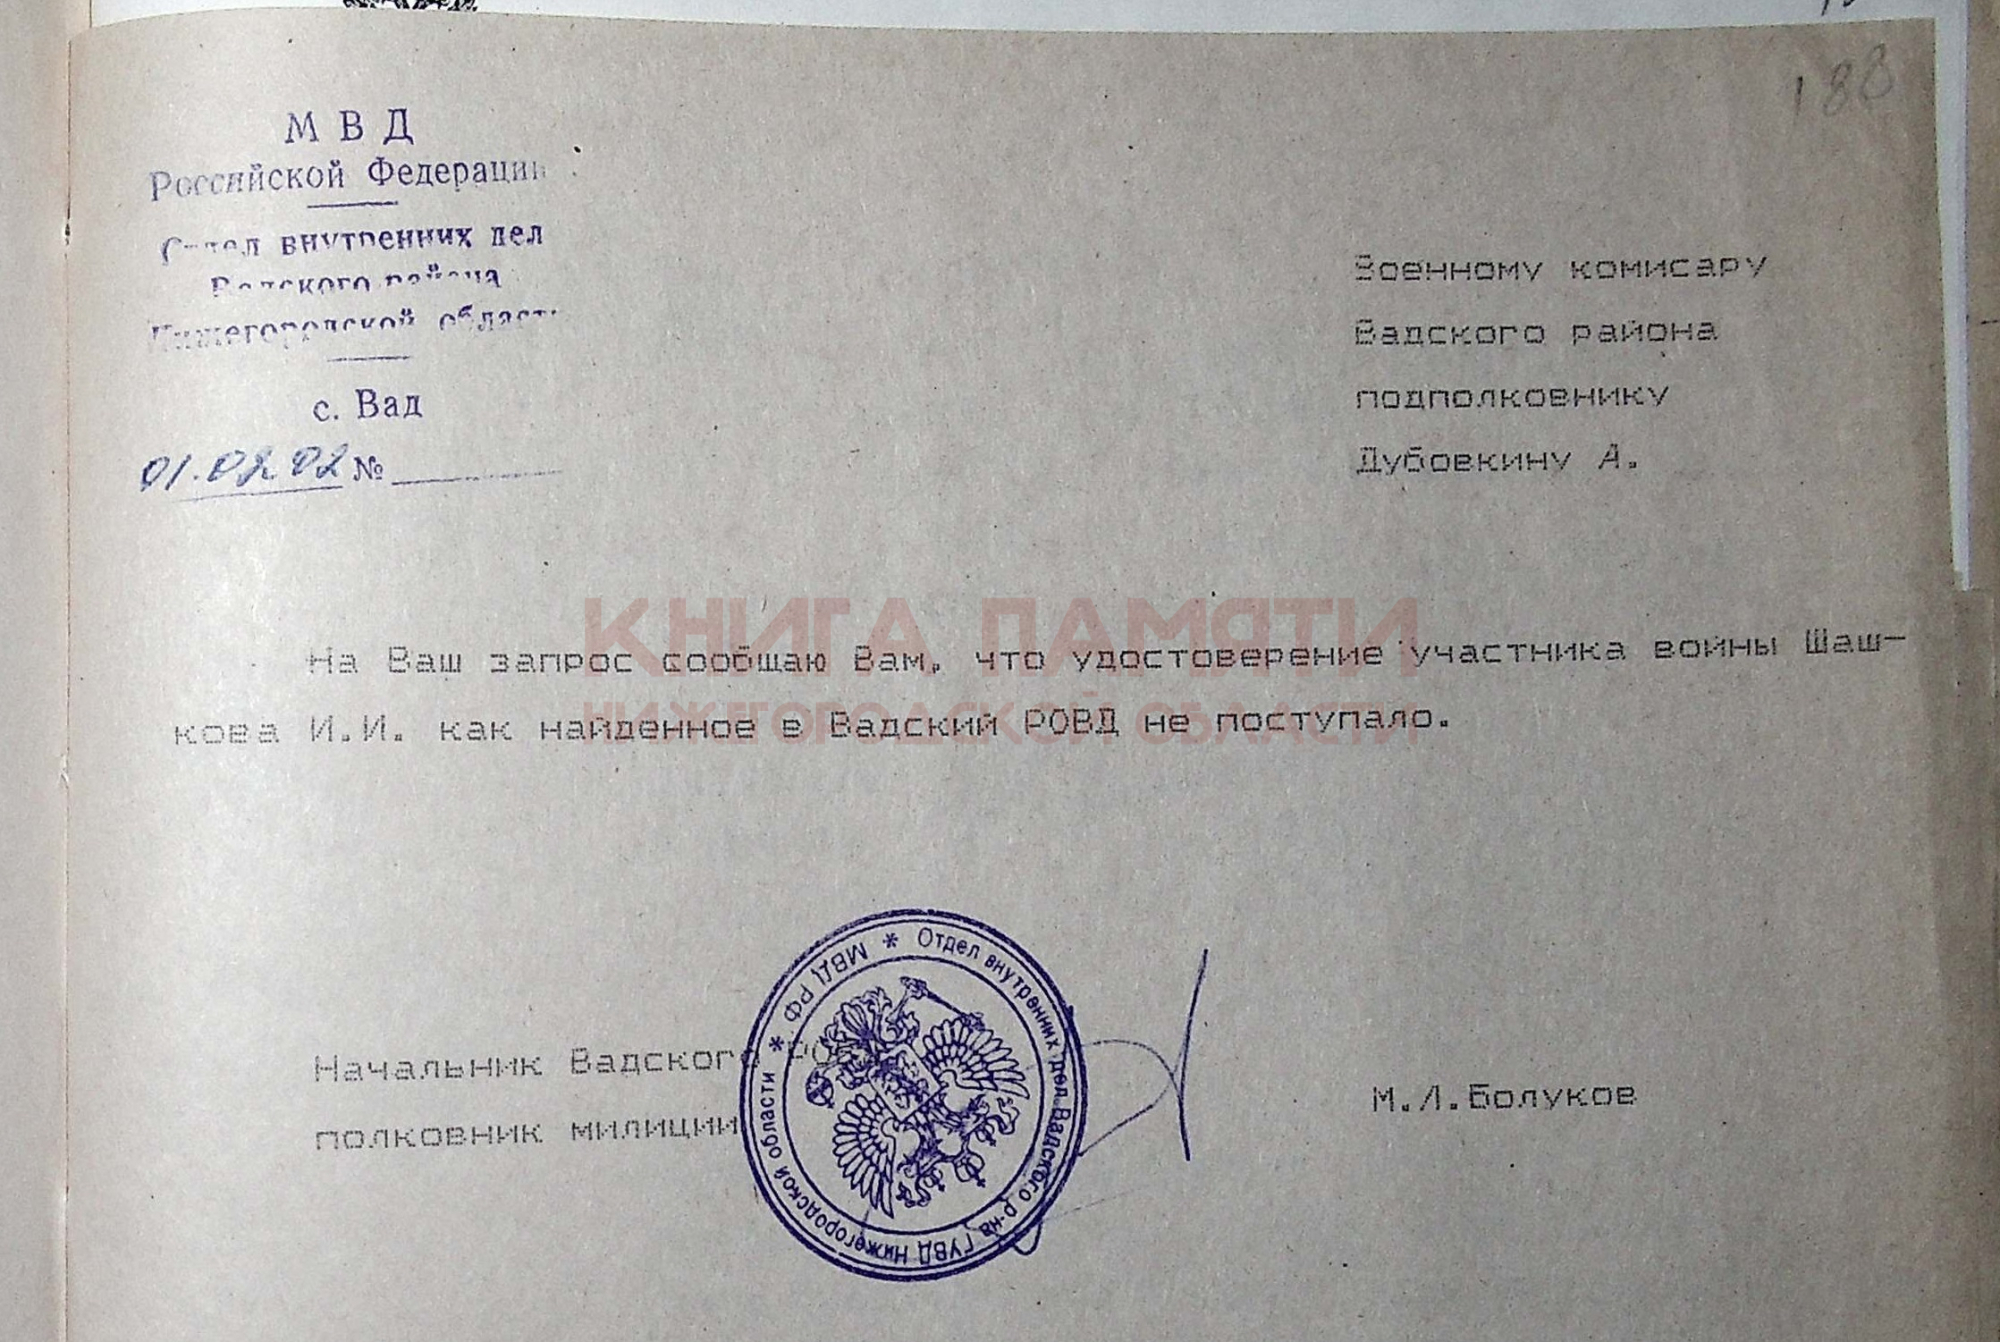 188
МВД
Российской Федерации
Отдел внутренних дел
Вадского района
Нижегородской области
с. Вад
01.02.02 №
Военному комисару
Вадского района
подполковнику
Дубовкину А.
КНИГА ПАМЯТИ
НИЖЕГОРОДСКОЙ ОБЛАСТИ
На Ваш запрос сообщаю Вам, что удостоверение участника войны Шаш-
кова И.И. как найденное в Вадский РОВД не поступало.
Начальник Вадского РО
полковник милиции
М.Л.Болуков
* Отдел внутренних дел Вадского р-на ГУВД Нижегородской области * МВД РФ